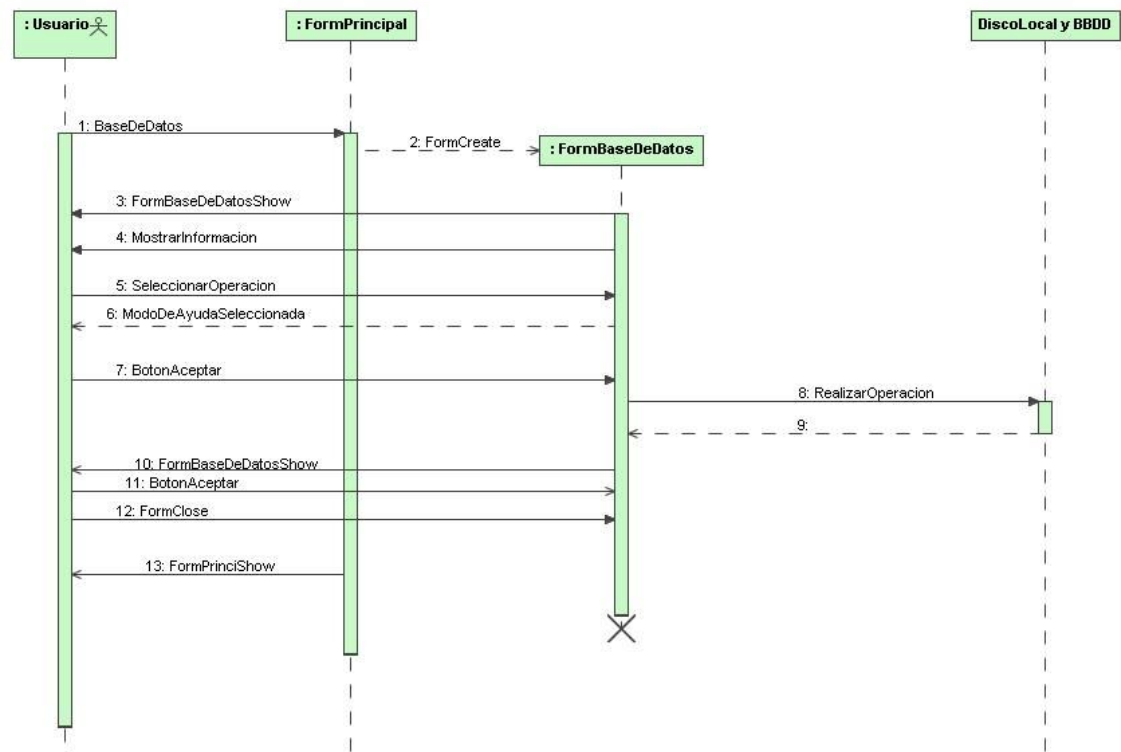 : Usuario
: FormPrincipal
DiscoLocal y BBDD
1: BaseDeDatos
2: FormCreate
: FormBaseDeDatos
3: FormBaseDeDatosShow
4: MostrarInformacion
5: SeleccionarOperacion
6: ModoDeAyudaSeleccionada
7: BotonAceptar
8: RealizarOperacion
9:
10: FormBaseDeDatosShow
11: BotonAceptar
12: FormClose
13: FormPrinciShow